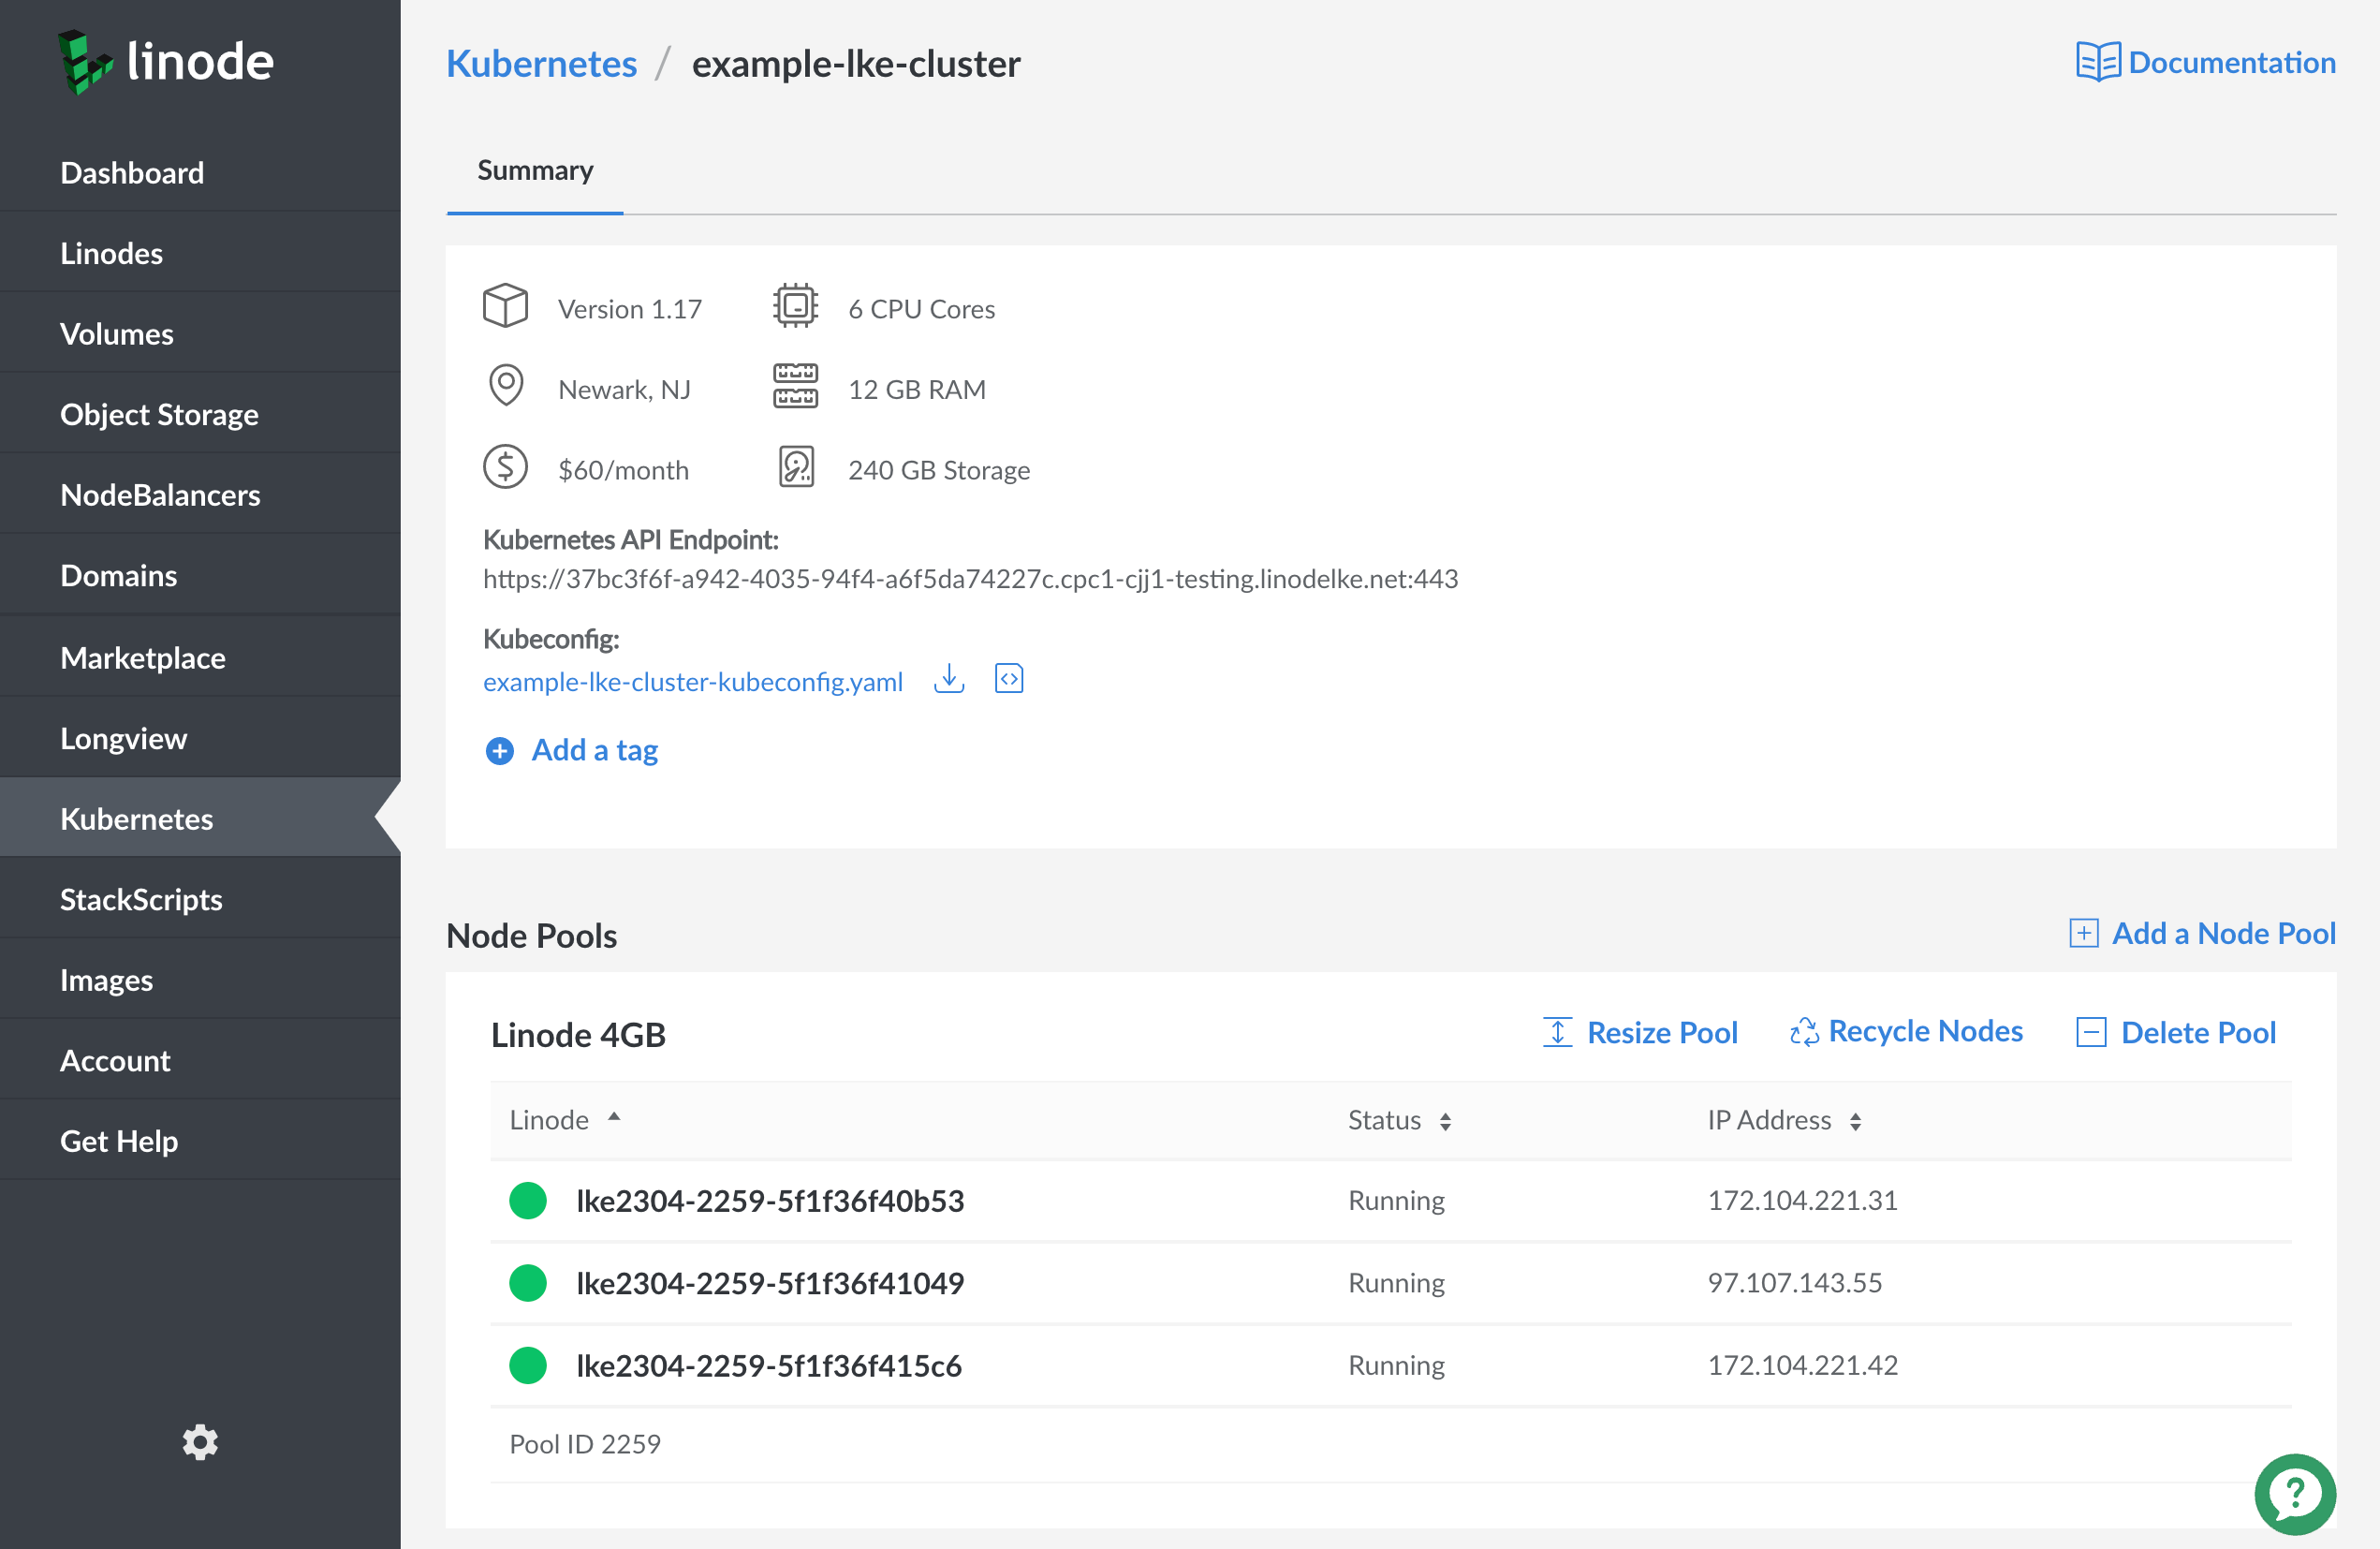 linode
Dashboard
Linodes
Volumes
Object Storage
NodeBalancers
Domains
Marketplace
Longview
Kubernetes
StackScripts
Images
Account
Get Help
Kubernetes / example-lke-cluster
Documentation
Summary
Version 1.17
6 CPU Cores
Newark, NJ
12 GB RAM
$60/month
240 GB Storage
Kubernetes API Endpoint:
https://37bc3f6f-a942-4035-94f4-a6f5da74227c.cpc1-cjj1-testing.linodelke.net:443
Kubeconfig:
example-lke-cluster-kubeconfig.yaml
Add a tag
Node Pools
Add a Node Pool
Linode 4GB
Resize Pool
Recycle Nodes
Delete Pool
Linode Status IP Address
lke2304-2259-5f1f36f40b53 Running 172.104.221.31
lke2304-2259-5f1f36f41049 Running 97.107.143.55
lke2304-2259-5f1f36f415c6 Running 172.104.221.42
Pool ID 2259